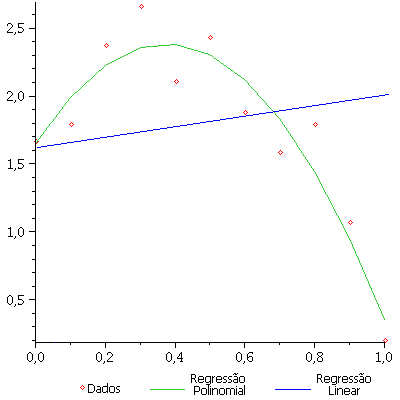 2,5
2,0
1,5
1,0
0,5
0,0 0,2 0,4 0,6 0,8 1,0
Dados
Regressão
Polinomial
Regressão
Linear